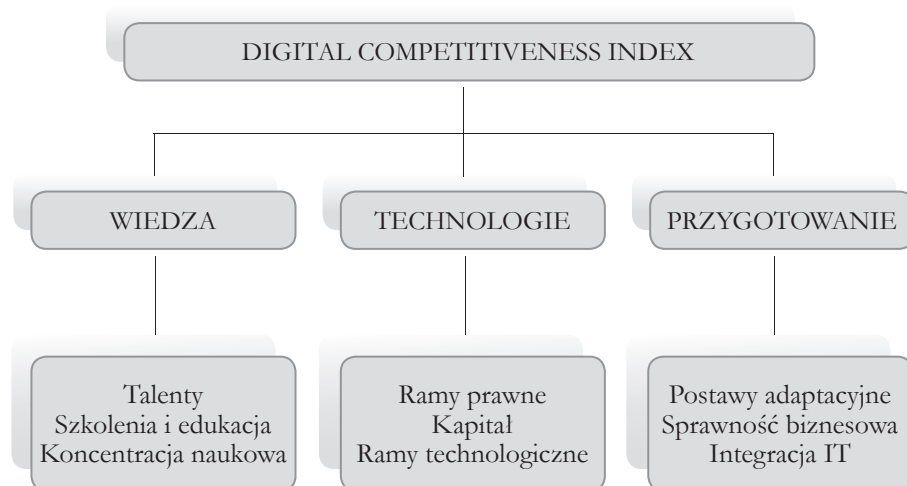 DIGITAL COMPETITIVENESS INDEX
WIEDZA
TECHNOLOGIE
PRZYGOTOWANIE
Talenty
Szkolenia i edukacja
Koncentracja naukowa
Ramy prawne
Kapitał
Ramy technologiczne
Postawy adaptacyjne
Sprawność biznesowa
Integracja IT